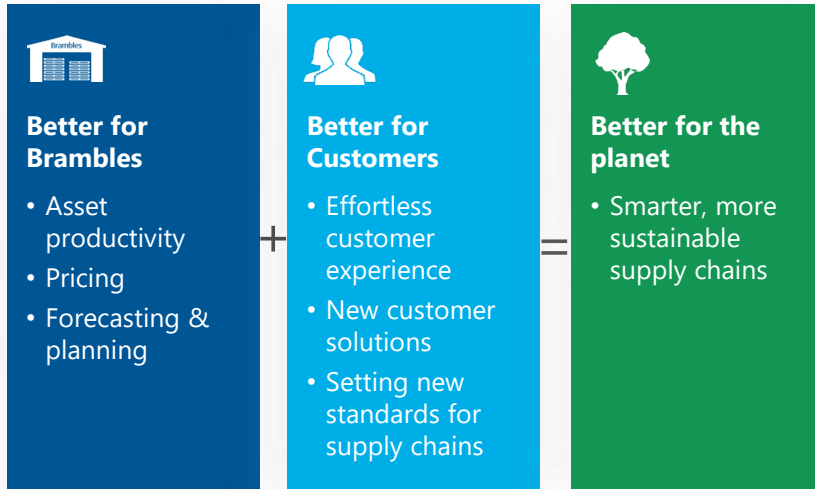 Brambles
Better for
Brambles
• Asset
productivity
• Pricing
• Forecasting &
planning
+
Better for
Customers
• Effortless
customer
experience
• New customer
solutions
• Setting new
standards for
supply chains
=
Better for the
planet
• Smarter, more
sustainable
supply chains